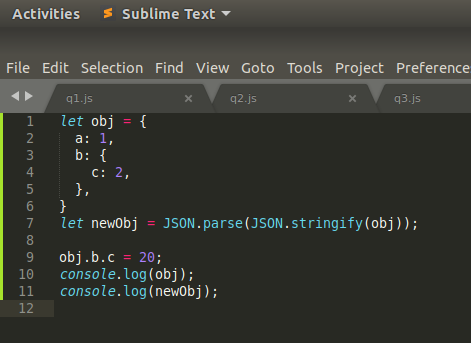 Activities Sublime Text
File Edit Selection Find View Goto Tools Project Preference
q1.js × q2.js × q3.js
1 let obj = {
2 a: 1,
3 b: {
4 c: 2,
5 },
6 }
7 let newObj = JSON.parse(JSON.stringify(obj));
8
9 obj.b.c = 20;
10 console.log(obj);
11 console.log(newObj);
12